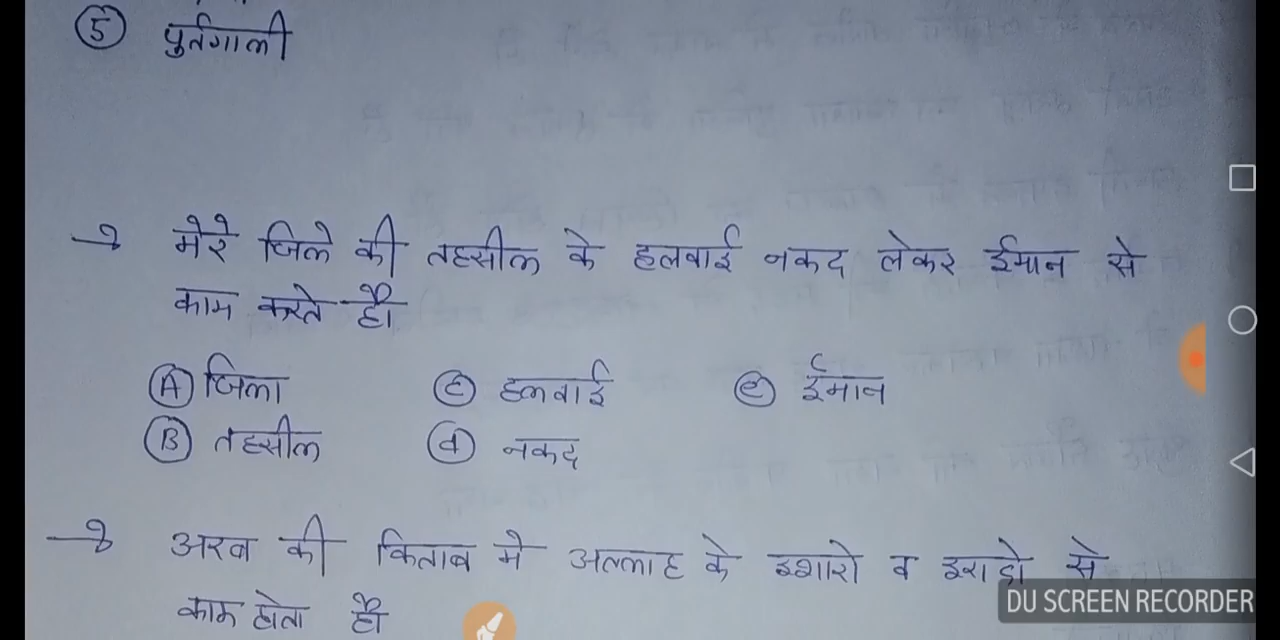 ⑤ पुर्तगाली
→ मेरे जिले की तहसील के हलवाई नकद लेकर ईमान से
काम करते है।
Ⓐ जिला ⓒ हलवाई ⓔ ईमान
Ⓑ तहसील ⓓ नकद
→ अरब की किताब मे अल्लाह के इशारो व इरादो से
काम होता है।
DU SCREEN RECORDER